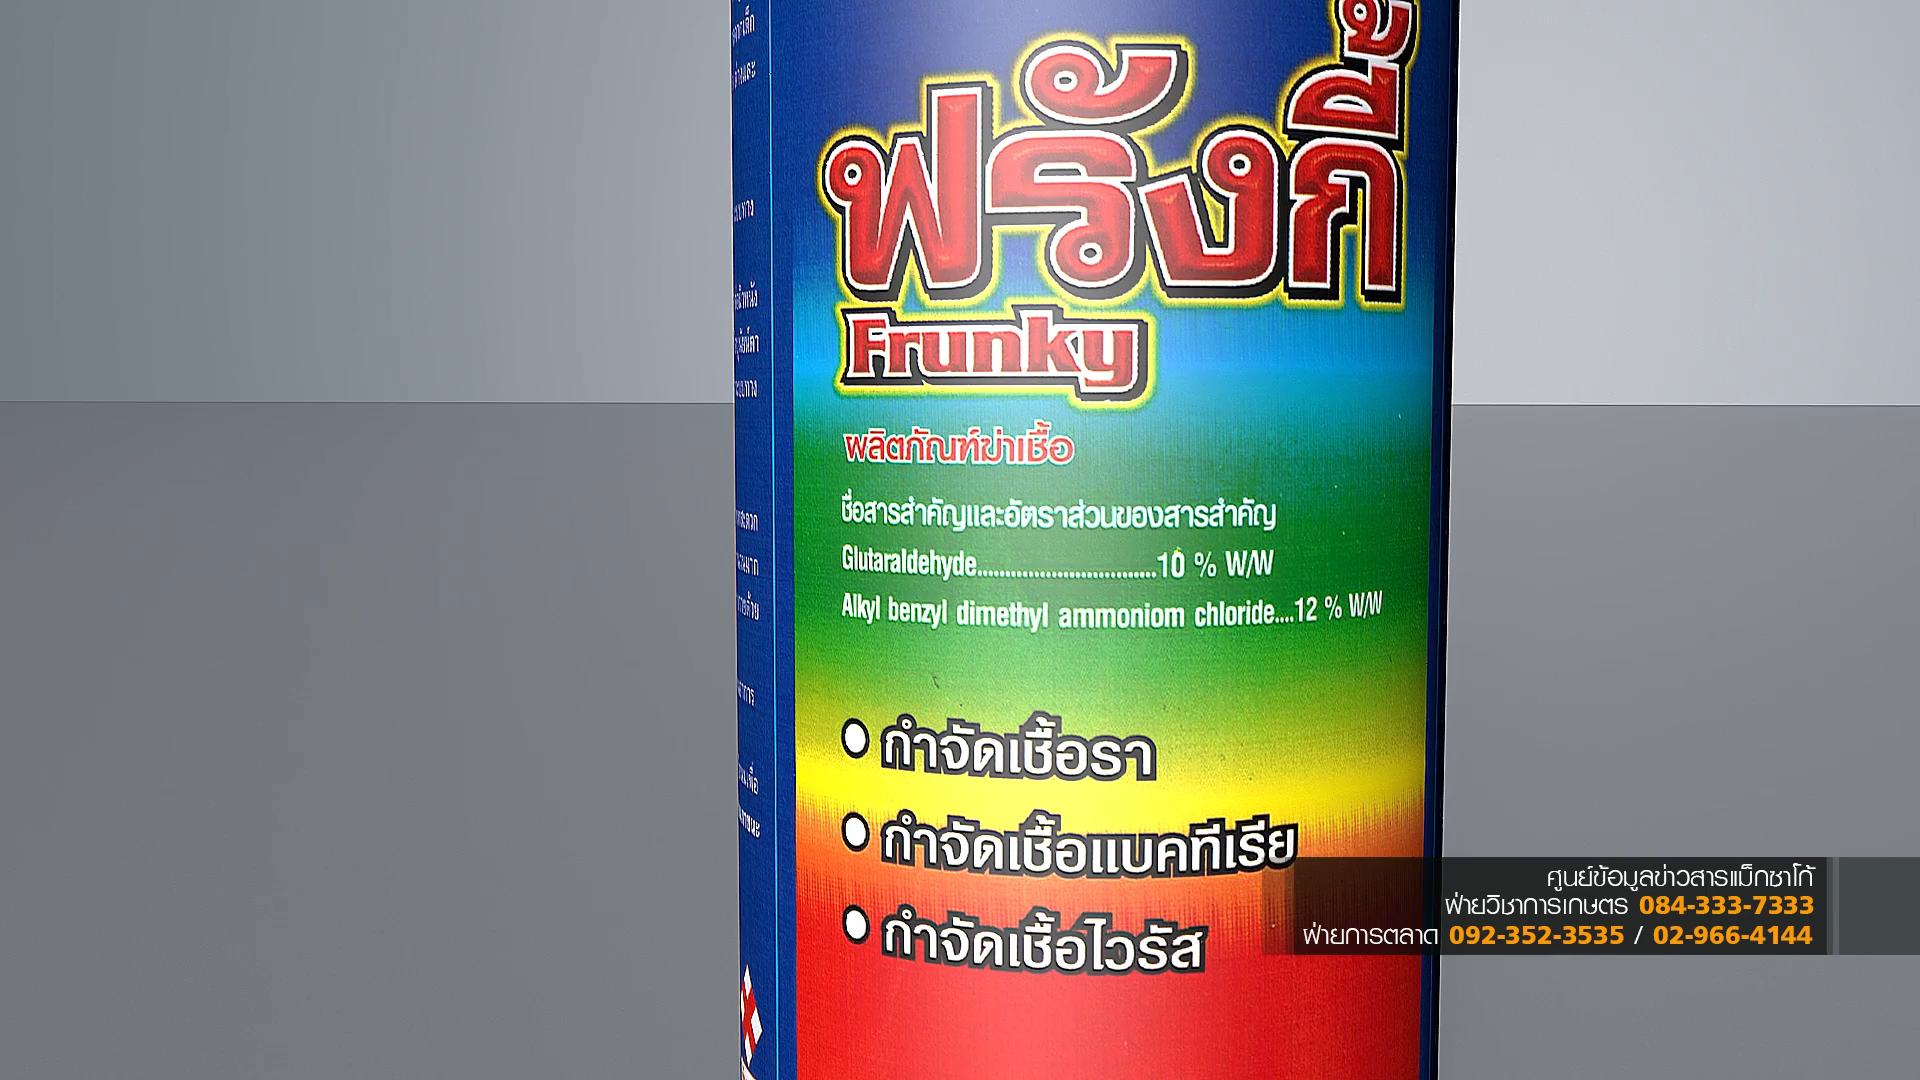 ฟรังกี้
Frunky
ผลิตภัณฑ์ฆ่าเชื้อ
ชื่อสารสำคัญและอัตราส่วนของสารสำคัญ
Glutaraldehyde................................10 % W/W
Alkyl benzyl dimethyl ammoniom chloride....12 % W/W
● กำจัดเชื้อรา
● กำจัดเชื้อแบคทีเรีย
● กำจัดเชื้อไวรัส
ศูนย์ข้อมูลข่าวสารแม็กซาโก้
ฝ่ายวิชาการเกษตร 084-333-7333
ฝ่ายการตลาด 092-352-3535 / 02-966-4144